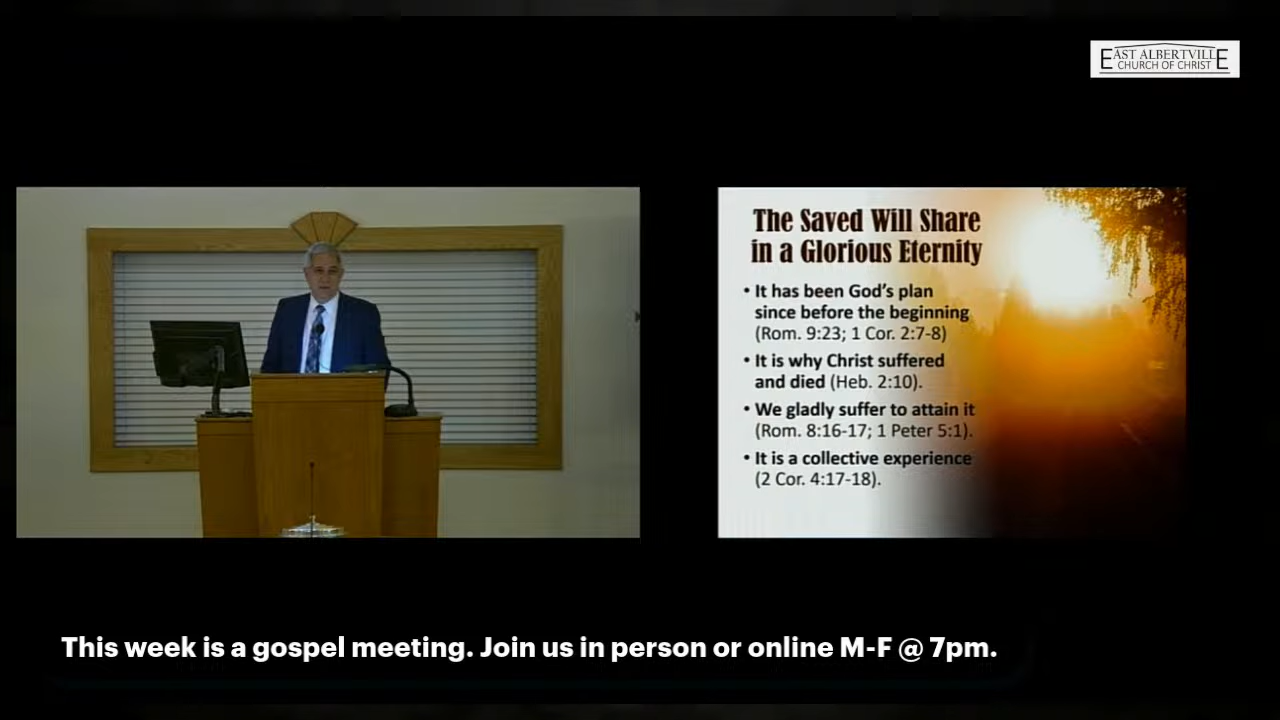 EAST ALBERTVILLE
CHURCH OF CHRIST
The Saved Will Share
in a Glorious Eternity
• It has been God's plan
since before the beginning
(Rom. 9:23; 1 Cor. 2:7-8)
• It is why Christ suffered
and died (Heb. 2:10).
• We gladly suffer to attain it
(Rom. 8:16-17; 1 Peter 5:1).
• It is a collective experience
(2 Cor. 4:17-18).
This week is a gospel meeting. Join us in person or online M-F @ 7pm.